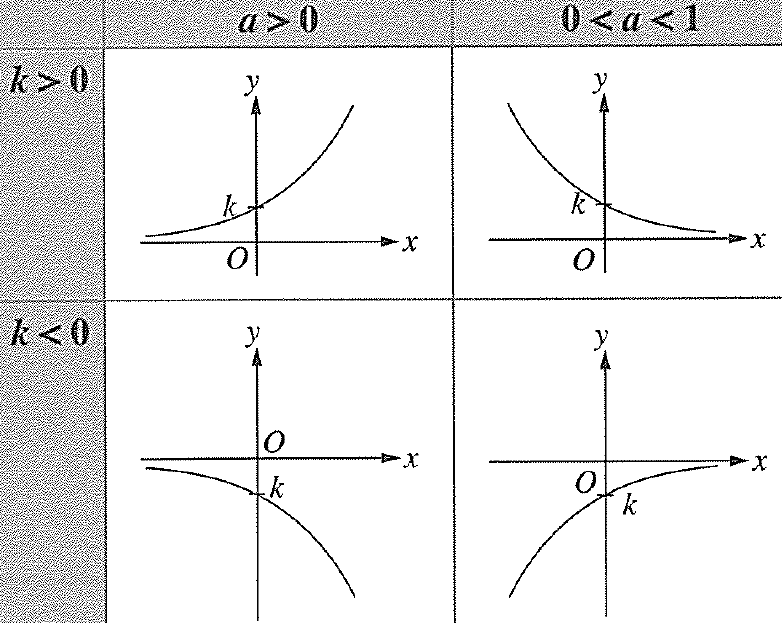 a > 0 0 < a < 1
k > 0
y y
k k
x x
O O
k < 0
y y
O
x x
k O
k